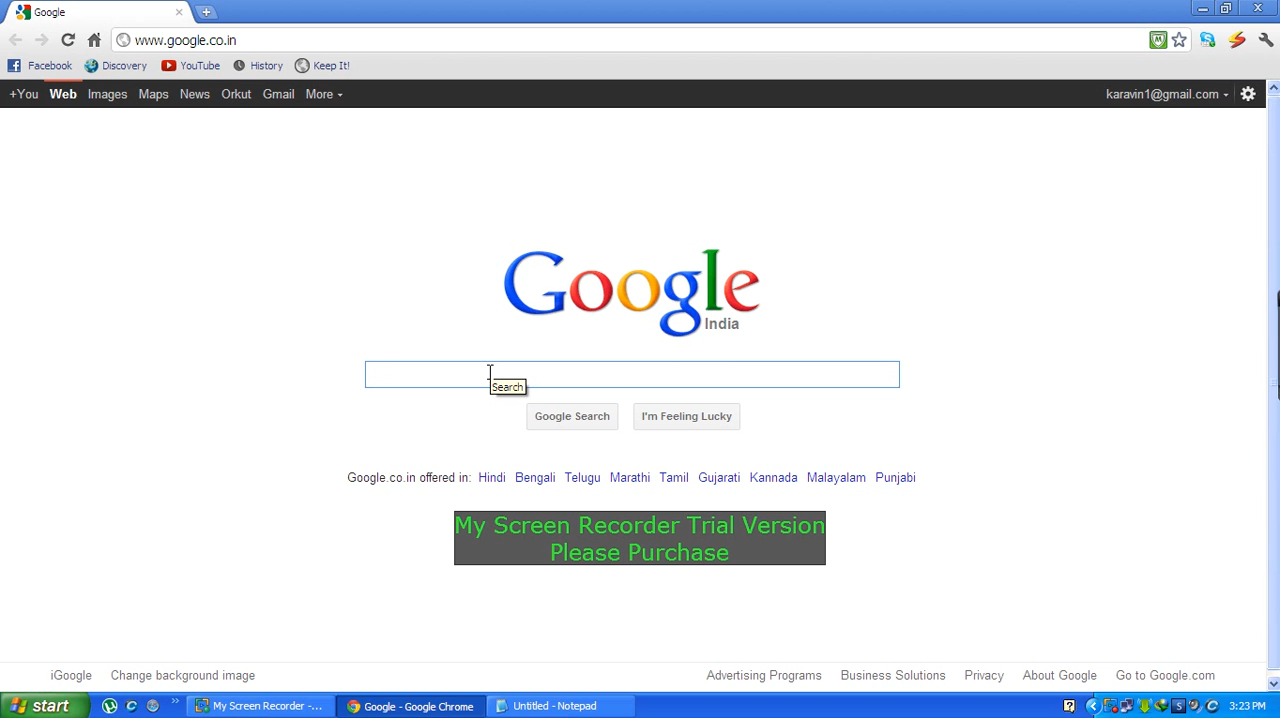 Google
www.google.co.in
Facebook Discovery YouTube History Keep It!
+You Web Images Maps News Orkut Gmail More karavin1@gmail.com
Google
India
Search
Google Search I'm Feeling Lucky
Google.co.in offered in: Hindi Bengali Telugu Marathi Tamil Gujarati Kannada Malayalam Punjabi
My Screen Recorder Trial Version
Please Purchase
iGoogle Change background image Advertising Programs Business Solutions Privacy About Google Go to Google.com
start My Screen Recorder -... Google - Google Chrome Untitled - Notepad 3:23 PM